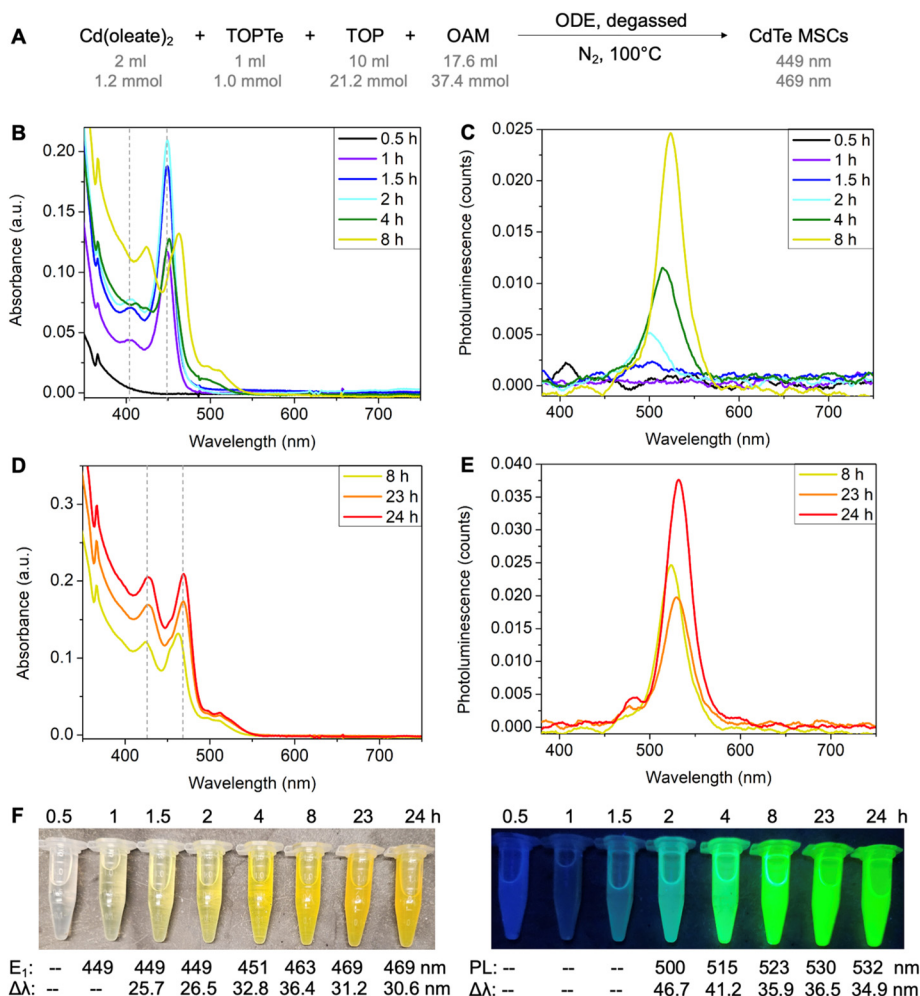 A
Cd(oleate)₂ + TOPTe + TOP + OAM ODE, degassed CdTe MSCs
N₂, 100°C
2 ml 1 ml 10 ml 17.6 ml 449 nm
1.2 mmol 1.0 mmol 21.2 mmol 37.4 mmol 469 nm
B
Absorbance (a.u.)
0.20
0.15
0.10
0.05
0.00
400 500 600 700
Wavelength (nm)
0.5 h
1 h
1.5 h
2 h
4 h
8 h
C
Photoluminescence (counts)
0.025
0.020
0.015
0.010
0.005
0.000
400 500 600 700
Wavelength (nm)
0.5 h
1 h
1.5 h
2 h
4 h
8 h
D
Absorbance (a.u.)
0.3
0.2
0.1
0.0
400 500 600 700
Wavelength (nm)
8 h
23 h
24 h
E
Photoluminescence (counts)
0.040
0.035
0.030
0.025
0.020
0.015
0.010
0.005
0.000
400 500 600 700
Wavelength (nm)
8 h
23 h
24 h
F 0.5 1 1.5 2 4 8 23 24 h
E₁: -- 449 449 449 451 463 469 469 nm
Δλ: -- -- 25.7 26.5 32.8 36.4 31.2 30.6 nm
0.5 1 1.5 2 4 8 23 24 h
PL: -- -- -- 500 515 523 530 532 nm
Δλ: -- -- -- 46.7 41.2 35.9 36.5 34.9 nm